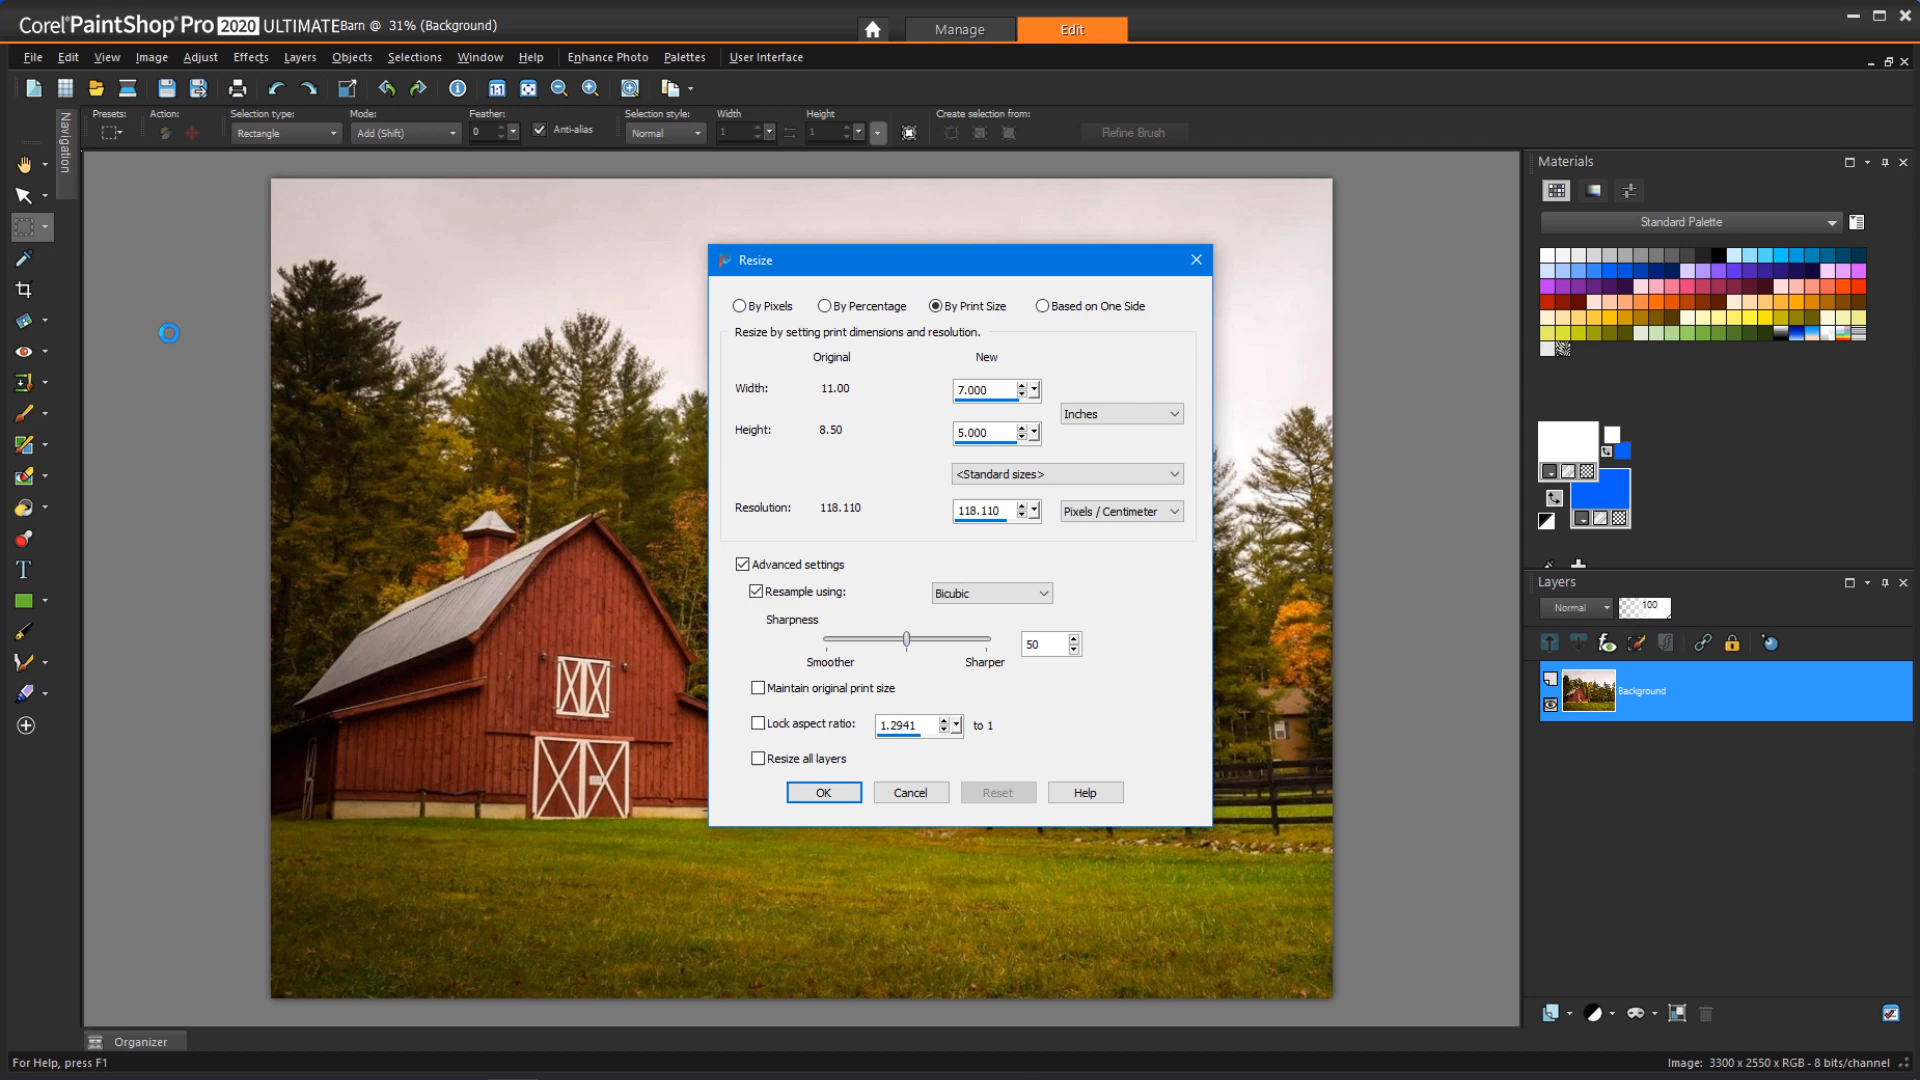 Corel PaintShop Pro 2020 ULTIMATE Barn @ 31% (Background)
Manage
Edit
File Edit View Image Adjust Effects Layers Objects Selections Window Help Enhance Photo Palettes User Interface
1:1
Presets: Action: Selection type: Mode: Feather: Selection style: Width Height Create selection from:
Rectangle Add (Shift) 0 Anti-alias Normal 1 1 Refine Brush
Navigation
Materials
Standard Palette
Resize
By Pixels By Percentage By Print Size Based on One Side
Resize by setting print dimensions and resolution.
Original New
Width: 11.00 7.000
Inches
Height: 8.50 5.000
<Standard sizes>
Resolution: 118.110 118.110 Pixels / Centimeter
Advanced settings
Resample using: Bicubic
Sharpness
50
Smoother Sharper
Maintain original print size
Lock aspect ratio: 1.2941 to 1
Resize all layers
OK Cancel Reset Help
Layers
Normal 100
Background
Organizer
For Help, press F1
Image: 3300 x 2550 x RGB - 8 bits/channel